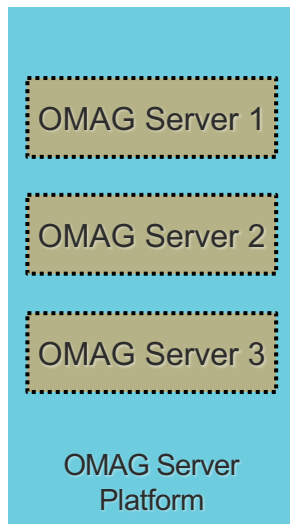 OMAG Server 1
OMAG Server 2
OMAG Server 3
OMAG Server
Platform